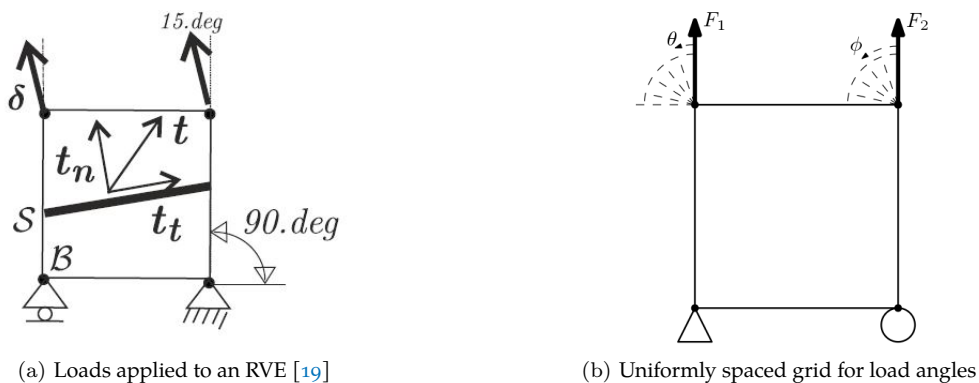 15.deg
δ
t
t_n
t_t
S
B
90.deg
F_1
F_2
θ
ϕ
(a) Loads applied to an RVE [19]
(b) Uniformly spaced grid for load angles